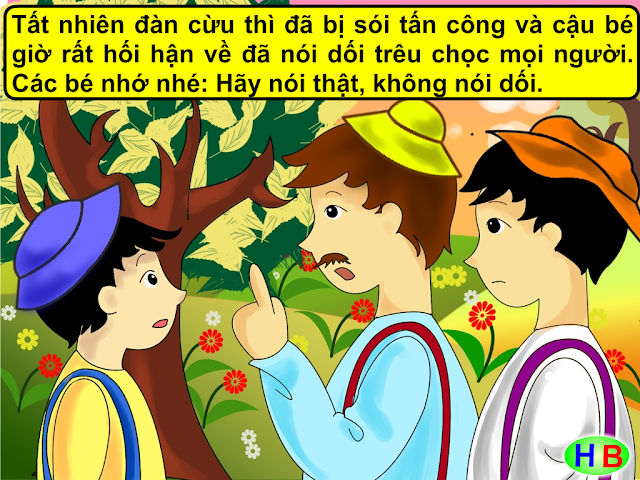 Tất nhiên đàn cừu thì đã bị sói tấn công và cậu bé
giờ rất hối hận về đã nói dối trêu chọc mọi người.
Các bé nhớ nhé: Hãy nói thật, không nói dối.
HB